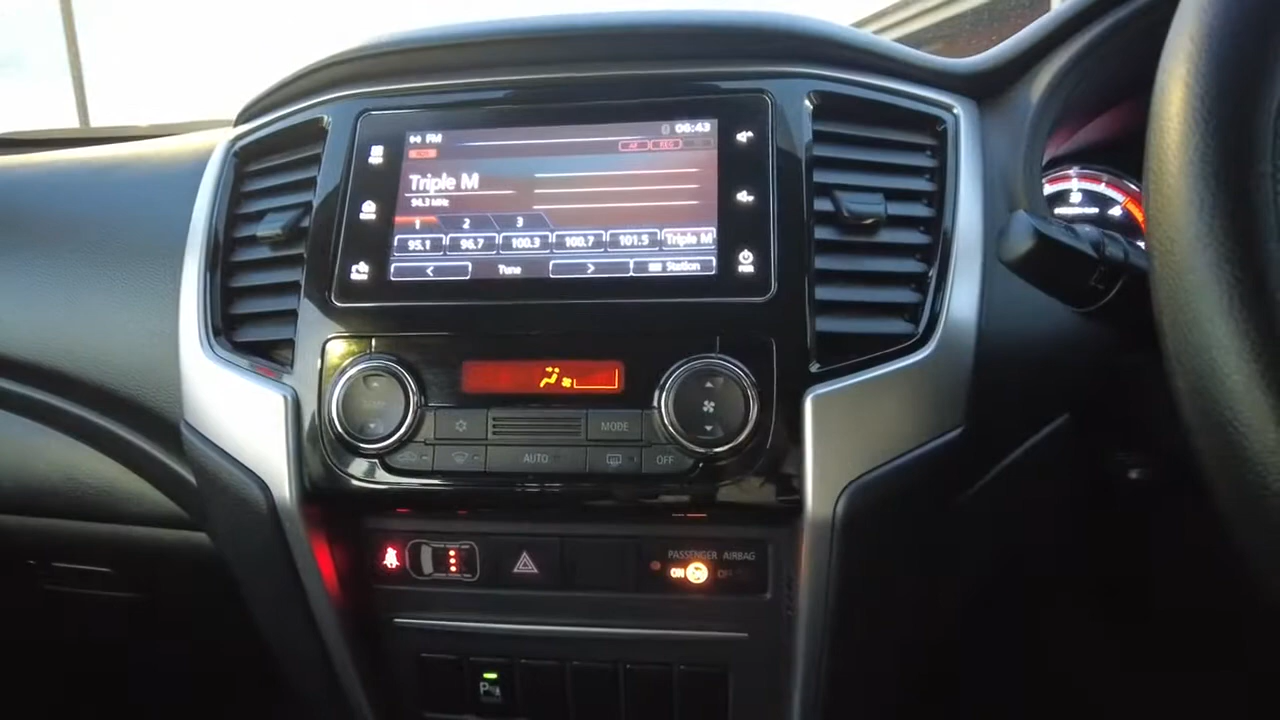 FM 06:43
AF REG
Triple M
94.3 MHz
1 2 3
95.1 96.7 100.3 100.7 101.5 Triple M
< Tune > Station
MODE
AUTO OFF
PASSENGER AIRBAG
ON OFF
P